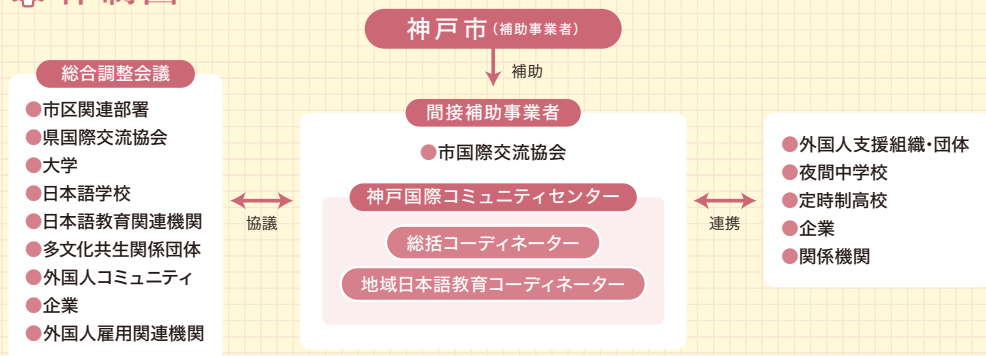 神戸市(補助事業者)
補助
総合調整会議
●市区関連部署
●県国際交流協会
●大学
●日本語学校
●日本語教育関連機関
●多文化共生関係団体
●外国人コミュニティ
●企業
●外国人雇用関連機関
協議
間接補助事業者
●市国際交流協会
神戸国際コミュニティセンター
総括コーディネーター
地域日本語教育コーディネーター
連携
●外国人支援組織・団体
●夜間中学校
●定時制高校
●企業
●関係機関